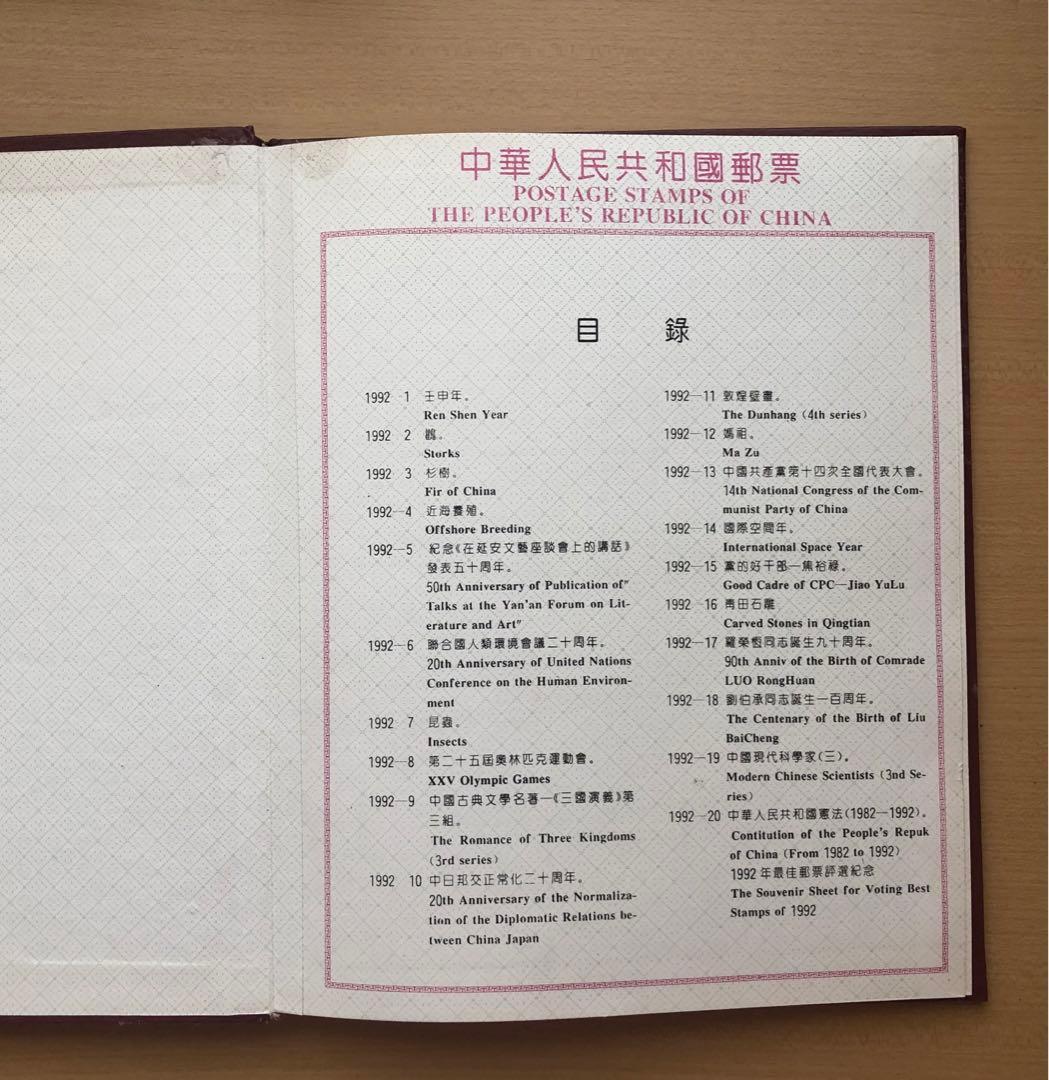 中華人民共和國郵票
POSTAGE STAMPS OF
THE PEOPLE'S REPUBLIC OF CHINA
目 錄
1992 1 壬申年。
Ren Shen Year
1992 2 鸛。
Storks
1992 3 杉樹。
Fir of China
1992—4 近海養殖。
Offshore Breeding
1992—5 紀念《在延安文藝座談會上的講話》
發表五十周年。
50th Anniversary of Publication of"
Talks at the Yan'an Forum on Lit-
erature and Art"
1992—6 聯合國人類環境會議二十周年。
20th Anniversary of United Nations
Conference on the Human Environ-
ment
1992 7 昆蟲。
Insects
1992—8 第二十五屆奧林匹克運動會。
XXV Olympic Games
1992—9 中國古典文學名著—《三國演義》第
三組。
The Romance of Three Kingdoms
(3rd series)
1992 10 中日邦交正常化二十周年。
20th Anniversary of the Normaliza-
tion of the Diplomatic Relations be-
tween China Japan
1992—11 敦煌壁畫。
The Dunhang (4th series)
1992—12 媽祖。
Ma Zu
1992—13 中國共產黨第十四次全國代表大會。
14th National Congress of the Com-
munist Party of China
1992—14 國際空間年。
International Space Year
1992—15 黨的好干部—焦裕祿。
Good Cadre of CPC—Jiao YuLu
1992 16 青田石雕
Carved Stones in Qingtian
1992—17 羅榮恆同志誕生九十周年。
90th Anniv of the Birth of Comrade
LUO RongHuan
1992—18 劉伯承同志誕生一百周年。
The Centenary of the Birth of Liu
BaiCheng
1992—19 中國現代科學家(三)。
Modern Chinese Scientists (3nd Se-
ries)
1992—20 中華人民共和國憲法(1982—1992)。
Contitution of the People's Repuk
of China (From 1982 to 1992)
1992年最佳郵票評選紀念
The Souvenir Sheet for Voting Best
Stamps of 1992